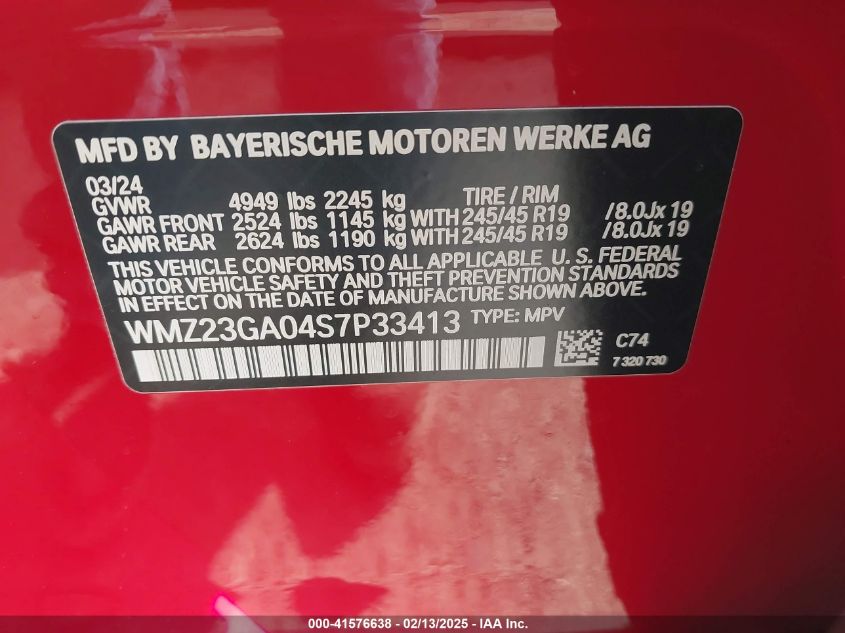 MFD BY BAYERISCHE MOTOREN WERKE AG
03/24
GVWR 4949 lbs 2245 kg TIRE / RIM
GAWR FRONT 2524 lbs 1145 kg WITH 245/45 R19 /8.0Jx 19
GAWR REAR 2624 lbs 1190 kg WITH 245/45 R19 /8.0Jx 19
THIS VEHICLE CONFORMS TO ALL APPLICABLE U. S. FEDERAL
MOTOR VEHICLE SAFETY AND THEFT PREVENTION STANDARDS
IN EFFECT ON THE DATE OF MANUFACTURE SHOWN ABOVE.
WMZ23GA04S7P33413 TYPE: MPV
C74
7 320 730
000-41576638 - 02/13/2025 - IAA Inc.